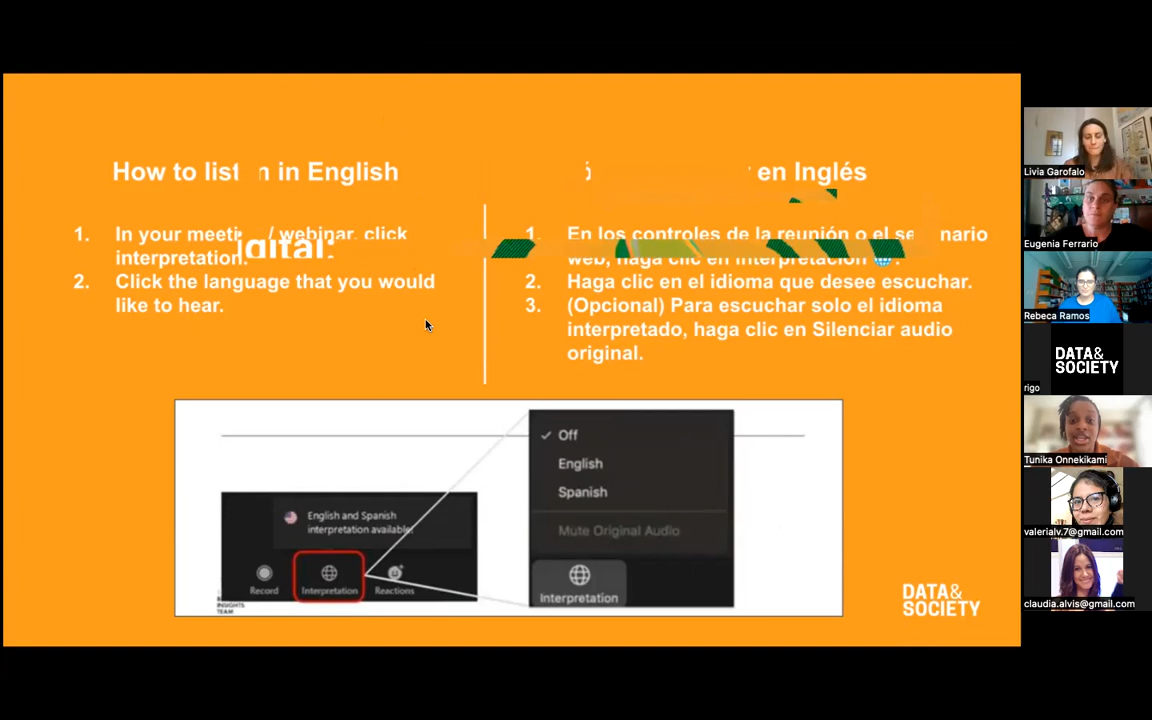 How to list n in English
en Inglés
1. In your meeti / webinar, click
interpretation.
2. Click the language that you would
like to hear.
igital:
1. En los controles de la reunión o el se nario
web, haga clic en interpretación 🌐.
2. Haga clic en el idioma que desee escuchar.
3. (Opcional) Para escuchar solo el idioma
interpretado, haga clic en Silenciar audio
original.
English and Spanish
interpretation available.
Record
Interpretation
Reactions
INSIGHTS
TEAM
✓ Off
English
Spanish
Mute Original Audio
Interpretation
DATA&
SOCIETY
Livia Garofalo
Eugenia Ferrario
Rebeca Ramos
DATA&
SOCIETY
rigo
Tunika Onnekikami
valerialv.7@gmail.com
claudia.alvis@gmail.com